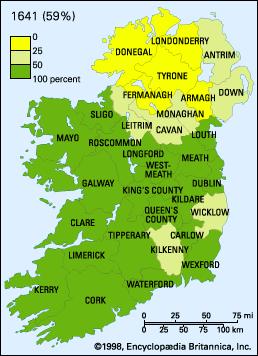 1641 (59%)
0
25
50
100 percent
LONDONDERRY
DONEGAL
ANTRIM
TYRONE
FERMANAGH
ARMAGH
DOWN
MONAGHAN
SLIGO
LEITRIM
CAVAN
LOUTH
MAYO
ROSCOMMON
LONGFORD
MEATH
WEST-
MEATH
GALWAY
DUBLIN
KING'S COUNTY
KILDARE
QUEEN'S
COUNTY
WICKLOW
CLARE
TIPPERARY
CARLOW
KILKENNY
LIMERICK
WEXFORD
WATERFORD
KERRY
CORK
0 25 50 75 mi
0 25 50 75 100 km
©1998, Encyclopædia Britannica, Inc.